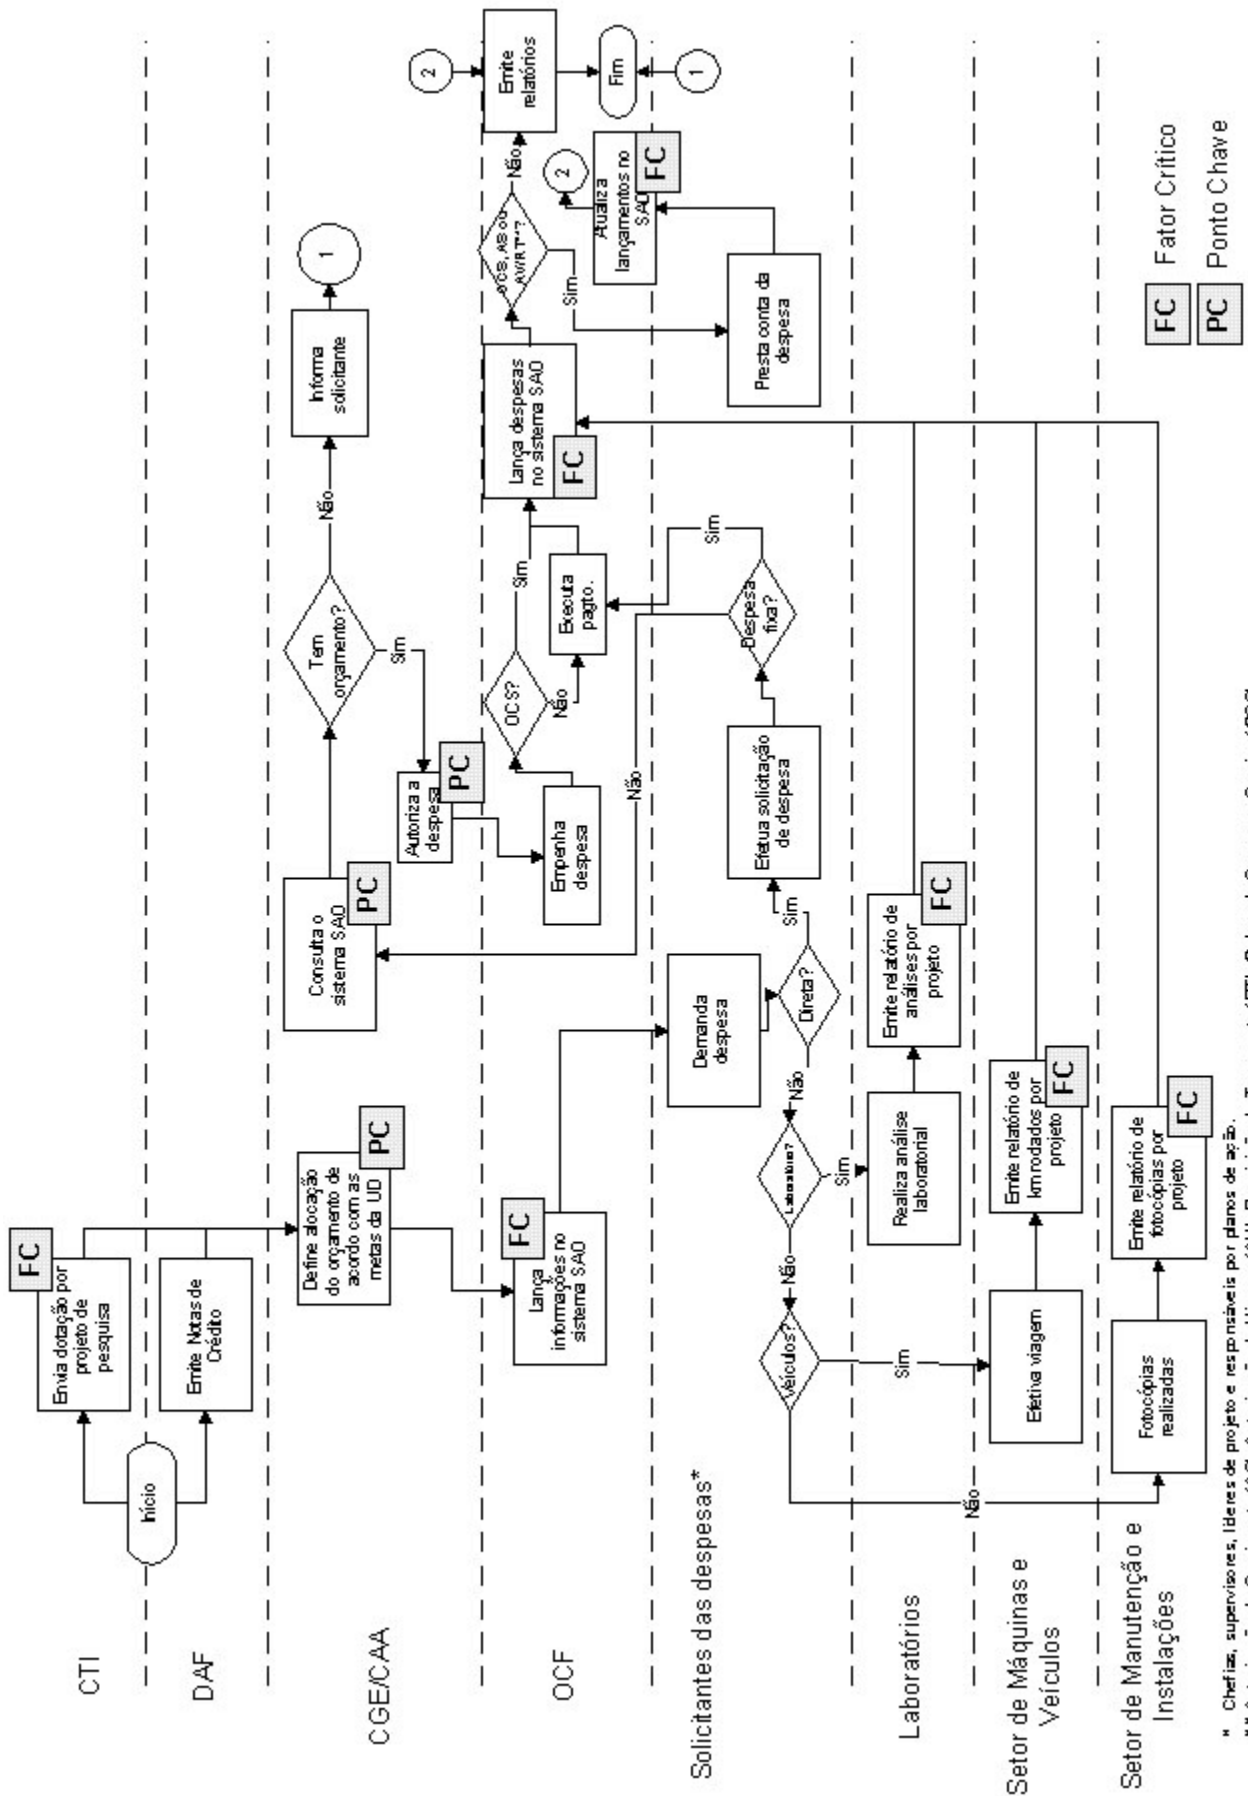 CTI
Início
Envia dotação por
projeto de
pesquisa
FC
DAF
Emite Notas de
Crédito
CGE/CAA
Define alocação
do orçamento de
acordo com as
metas da UD
PC
Consulta o
sistema SAO
PC
Tem
orçamento?
Não
Sim
Informa
solicitante
1
Autoriza a
despesa
PC
OCF
Lança
informações no
sistema SAO
FC
Empenha
despesa
OCS?
Sim
Não
Executa
pagto.
Lança despesas
no sistema SAO
FC
Não
Sim
2
Emite
relatórios
Fim
1
2
Atualiza
lançamentos no
SAO
FC
Solicitantes das despesas*
Demanda
despesa
Direta?
Sim
Não
Efetua solicitação
de despesa
Despesa
fixa?
Sim
Não
Presta conta da
despesa
Laboratório?
Não
Sim
Veículos?
Sim
Não
Laboratórios
Realiza análise
laboratorial
Emite relatório de
análises por
projeto
FC
Setor de Máquinas e
Veículos
Efetiva viagem
Emite relatório de
km rodados por
projeto
FC
Setor de Manutenção e
Instalações
Fotocópias
realizadas
Emite relatório de
fotocópias por
projeto
FC
FC Fator Crítico
PC Ponto Chave
* Chefias, supervisores, líderes de projeto e responsáveis por planos de ação.